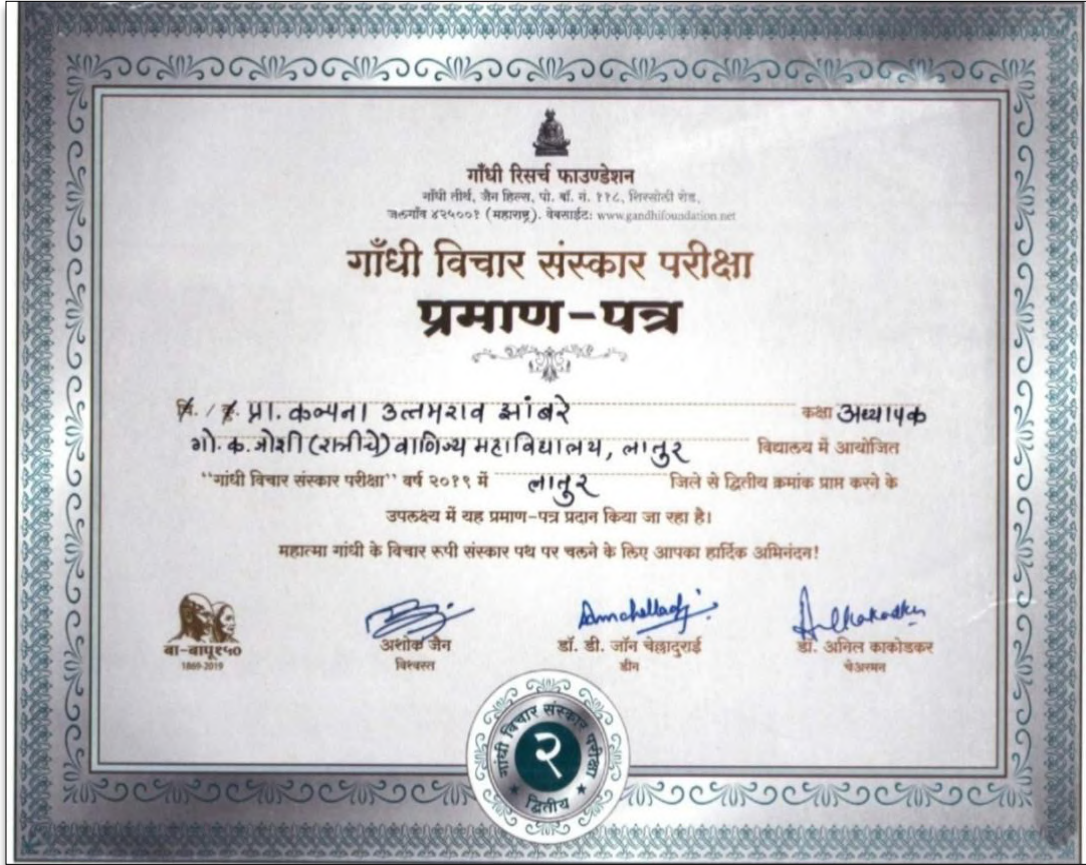 गाँधी रिसर्च फाउण्डेशन
गाँधी तीर्थ, जैन हिल्स, पो. बॉ. नं. ११८, शिरसोली रोड,
जलगाँव ४२५००१ (महाराष्ट्र). वेबसाईट: www.gandhifoundation.net
गाँधी विचार संस्कार परीक्षा
प्रमाण-पत्र
चि. / कु. प्रा. कल्पना उत्तमराव झांबरे कक्षा अध्यापक
गो. क. जोशी (रात्रीचे) वाणिज्य महाविद्यालय, लातुर विद्यालय में आयोजित
"गांधी विचार संस्कार परीक्षा" वर्ष २०१९ में लातुर जिले से द्वितीय क्रमांक प्राप्त करने के
उपलक्ष्य में यह प्रमाण-पत्र प्रदान किया जा रहा है।
महात्मा गांधी के विचार रूपी संस्कार पथ पर चलने के लिए आपका हार्दिक अभिनंदन!
बा-बापू१५०
1869-2019
अशोक जैन
विश्वस्त
डॉ. डी. जॉन चेल्लादुराई
डीन
डॉ. अनिल काकोडकर
चेअरमन
गांधी विचार संस्कार परीक्षा
२
द्वितीय